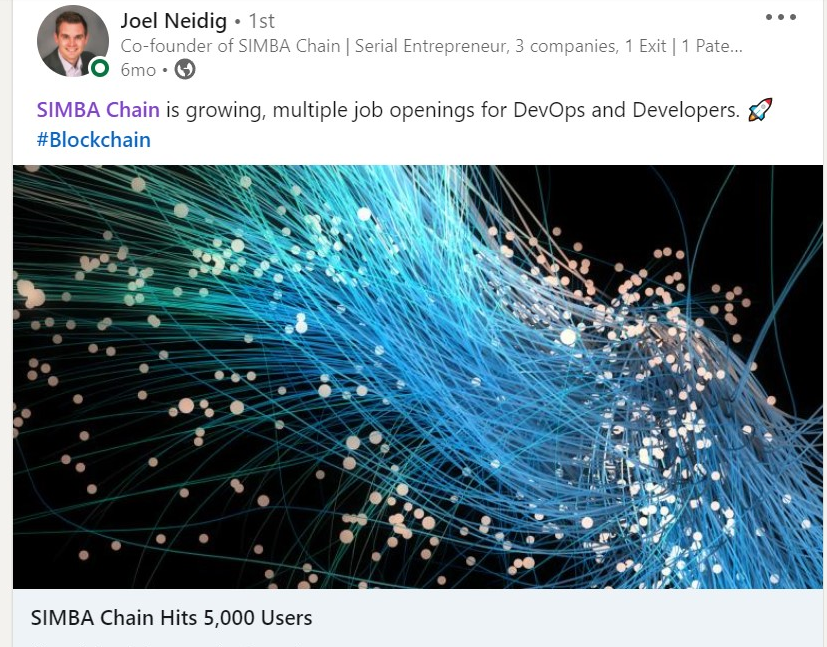 Joel Neidig • 1st
Co-founder of SIMBA Chain | Serial Entrepreneur, 3 companies, 1 Exit | 1 Pate...
6mo •
SIMBA Chain is growing, multiple job openings for DevOps and Developers. 🚀
#Blockchain
SIMBA Chain Hits 5,000 Users